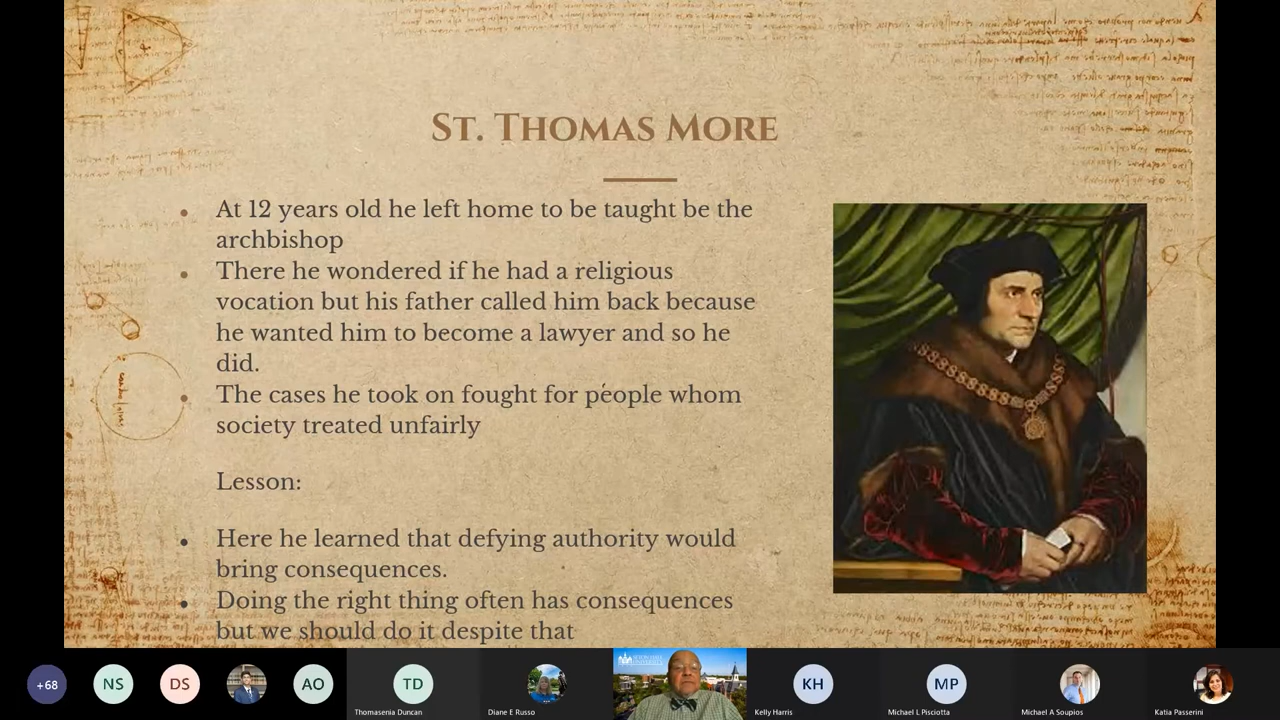 St. Thomas More
At 12 years old he left home to be taught be the
archbishop
There he wondered if he had a religious
vocation but his father called him back because
he wanted him to become a lawyer and so he
did.
The cases he took on fought for people whom
society treated unfairly
Lesson:
Here he learned that defying authority would
bring consequences.
Doing the right thing often has consequences
but we should do it despite that
+68
NS
DS
AO
TD
Thomasenia Duncan
Diane E Russo
KH
Kelly Harris
MP
Michael L Pisciotta
Michael A Soupios
Katia Passerini